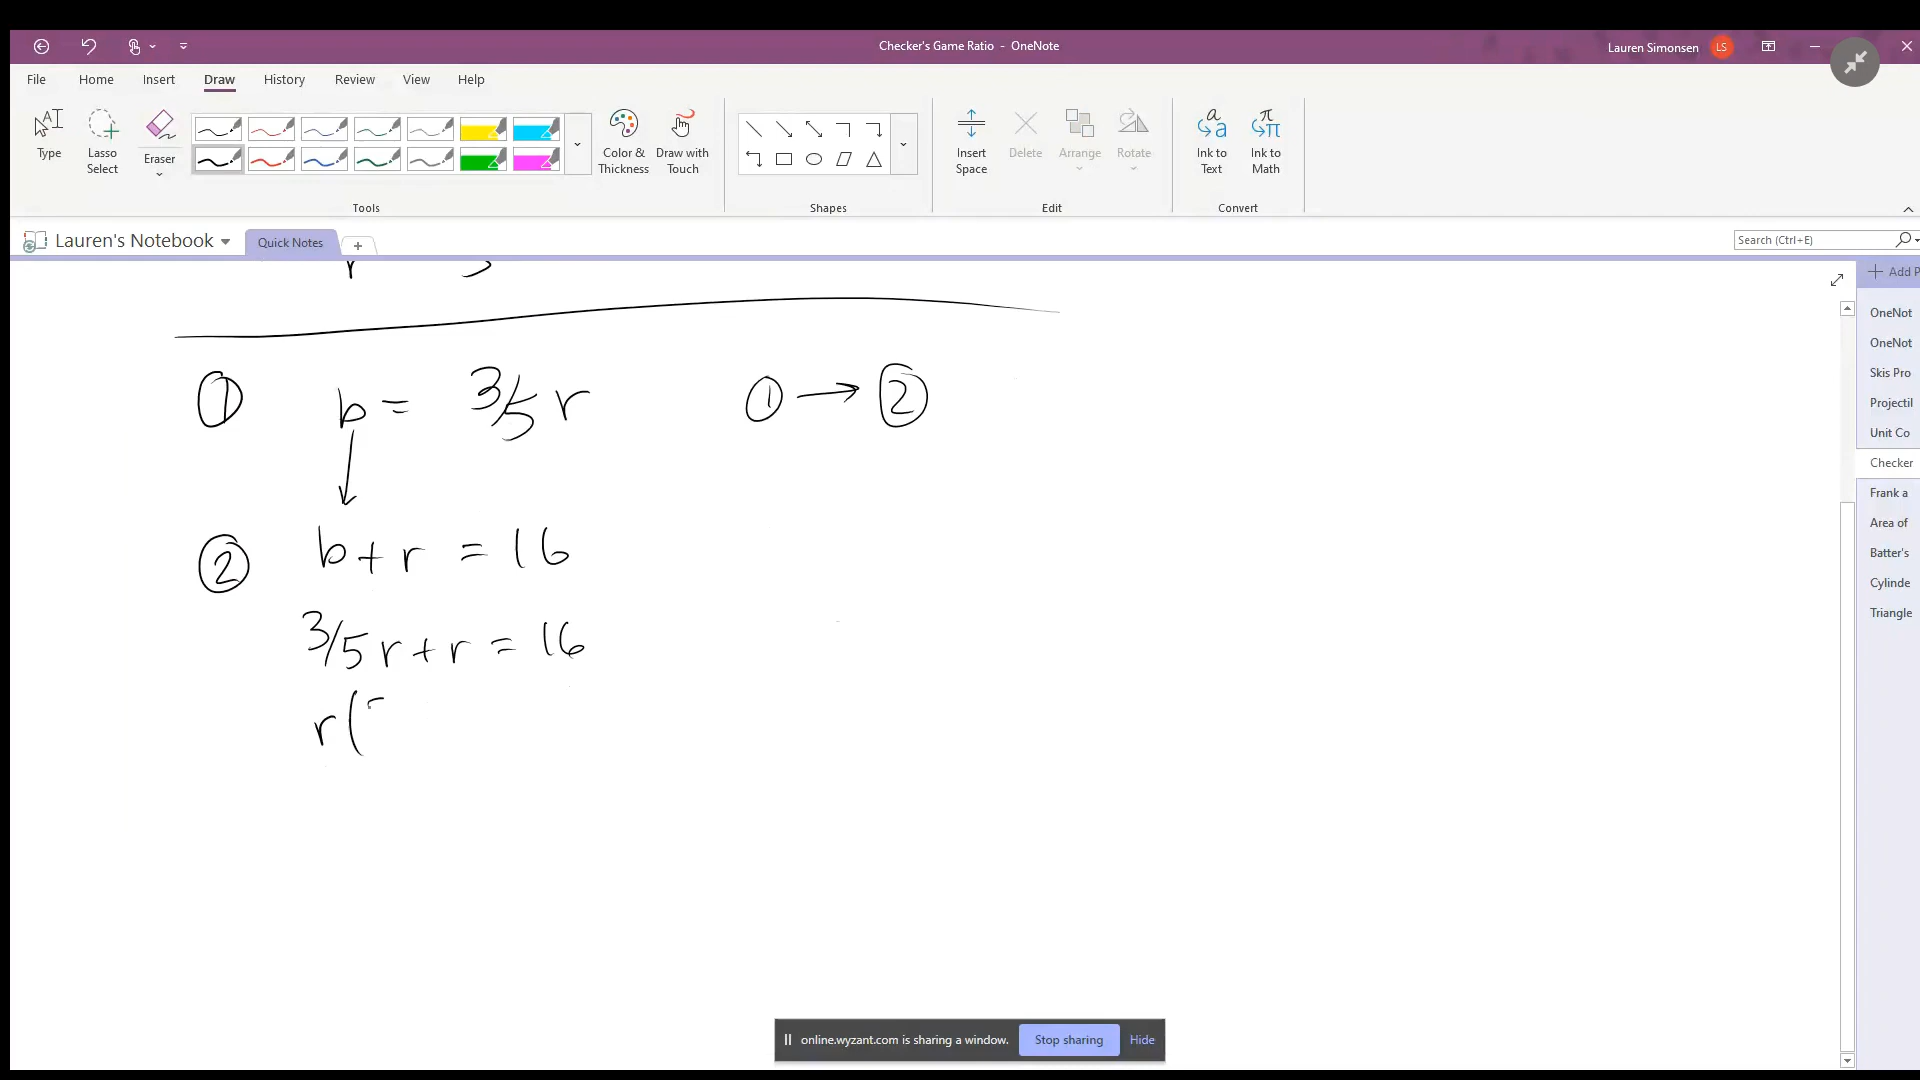 Checker's Game Ratio - OneNote
Lauren Simonsen LS
File Home Insert Draw History Review View Help
Type
Lasso Select
Eraser
Color & Thickness
Draw with Touch
Insert Space
Delete
Arrange
Rotate
Ink to Text
Ink to Math
Tools
Shapes
Edit
Convert
Lauren's Notebook
Quick Notes
Search (Ctrl+E)
Add P
OneNot
OneNot
Skis Pro
Projectil
Unit Co
Checker
Frank a
Area of
Batter's
Cylinde
Triangle
① b = 3/5 r ① → ②
② b + r = 16
3/5 r + r = 16
r(
online.wyzant.com is sharing a window. Stop sharing Hide